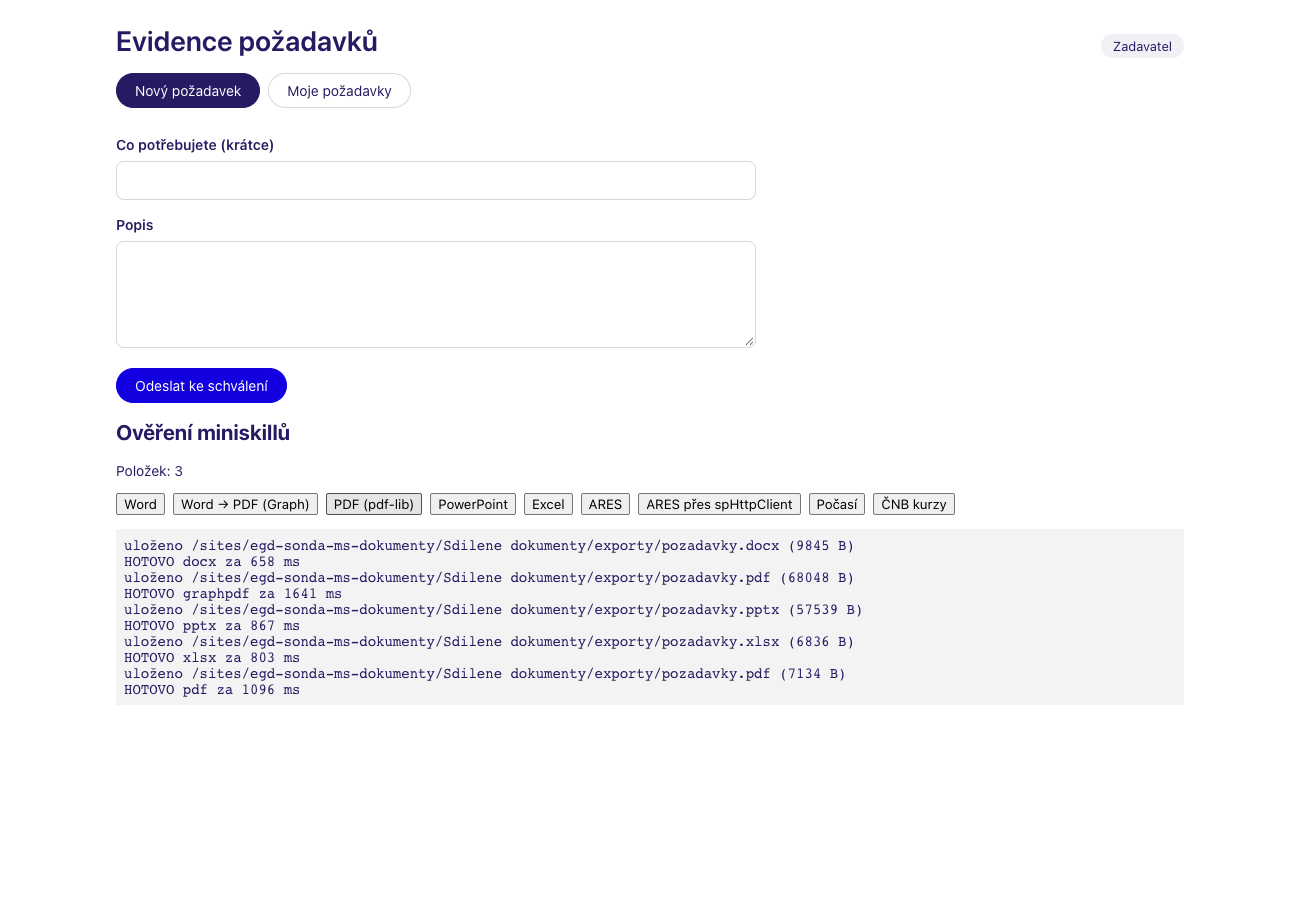 Evidence požadavků
Zadavatel
Nový požadavek
Moje požadavky
Co potřebujete (krátce)
Popis
Odeslat ke schválení
Ověření miniskillů
Položek: 3
Word
Word → PDF (Graph)
PDF (pdf-lib)
PowerPoint
Excel
ARES
ARES přes spHttpClient
Počasí
ČNB kurzy
uloženo /sites/egd-sonda-ms-dokumenty/Sdilene dokumenty/exporty/pozadavky.docx (9845 B)
HOTOVO docx za 658 ms
uloženo /sites/egd-sonda-ms-dokumenty/Sdilene dokumenty/exporty/pozadavky.pdf (68048 B)
HOTOVO graphpdf za 1641 ms
uloženo /sites/egd-sonda-ms-dokumenty/Sdilene dokumenty/exporty/pozadavky.pptx (57539 B)
HOTOVO pptx za 867 ms
uloženo /sites/egd-sonda-ms-dokumenty/Sdilene dokumenty/exporty/pozadavky.xlsx (6836 B)
HOTOVO xlsx za 803 ms
uloženo /sites/egd-sonda-ms-dokumenty/Sdilene dokumenty/exporty/pozadavky.pdf (7134 B)
HOTOVO pdf za 1096 ms